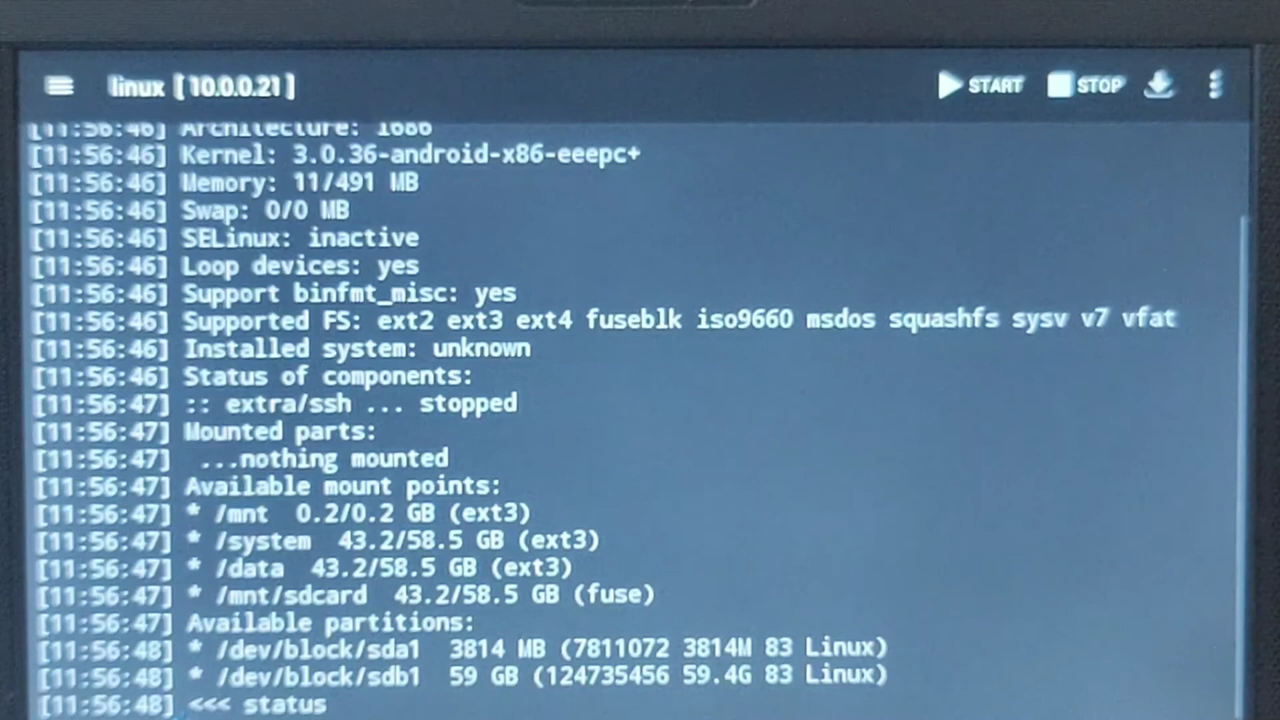 linux [ 10.0.0.21 ]
START
STOP
[11:56:46] Architecture: i686
[11:56:46] Kernel: 3.0.36-android-x86-eeepc+
[11:56:46] Memory: 11/491 MB
[11:56:46] Swap: 0/0 MB
[11:56:46] SELinux: inactive
[11:56:46] Loop devices: yes
[11:56:46] Support binfmt_misc: yes
[11:56:46] Supported FS: ext2 ext3 ext4 fuseblk iso9660 msdos squashfs sysv v7 vfat
[11:56:46] Installed system: unknown
[11:56:46] Status of components:
[11:56:47] :: extra/ssh ... stopped
[11:56:47] Mounted parts:
[11:56:47]  ...nothing mounted
[11:56:47] Available mount points:
[11:56:47] * /mnt  0.2/0.2 GB (ext3)
[11:56:47] * /system  43.2/58.5 GB (ext3)
[11:56:47] * /data  43.2/58.5 GB (ext3)
[11:56:47] * /mnt/sdcard  43.2/58.5 GB (fuse)
[11:56:47] Available partitions:
[11:56:48] * /dev/block/sda1  3814 MB (7811072 3814M 83 Linux)
[11:56:48] * /dev/block/sdb1  59 GB (124735456 59.4G 83 Linux)
[11:56:48] <<< status